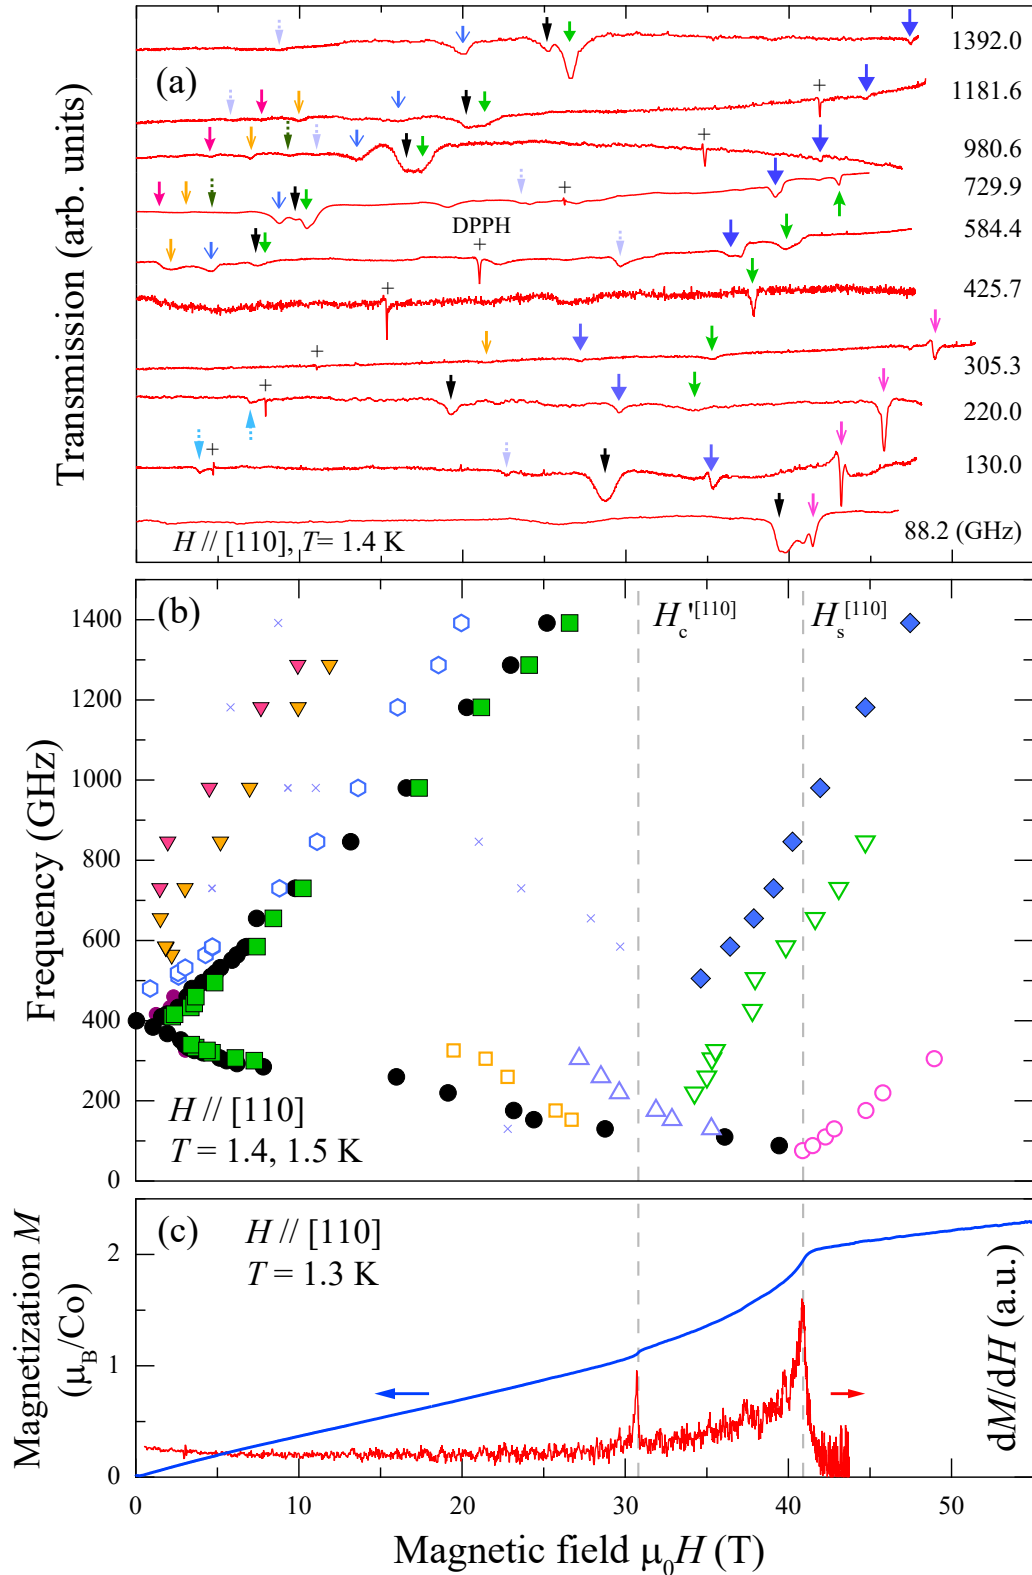 (a)
Transmission (arb. units)
1392.0
1181.6
980.6
729.9
584.4
DPPH
425.7
305.3
220.0
130.0
88.2 (GHz)
H // [110], T= 1.4 K
(b)
Frequency (GHz)
1400
1200
1000
800
600
400
200
0
H_c'^[110]
H_s^[110]
H // [110]
T = 1.4, 1.5 K
(c)
Magnetization M
(μ_B/Co)
2
1
0
H // [110]
T = 1.3 K
dM/dH (a.u.)
0 10 20 30 40 50
Magnetic field μ_0H (T)